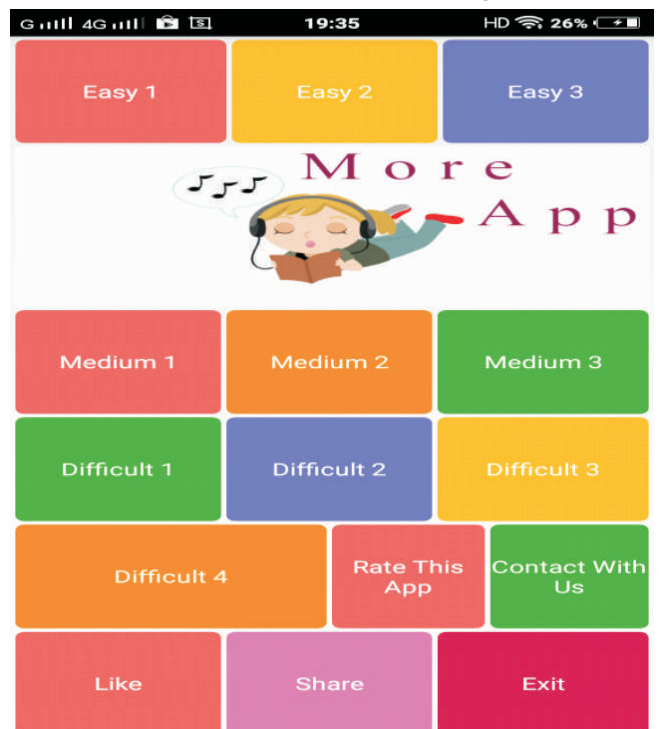 G 4G 19:35 HD 26%
Easy 1 Easy 2 Easy 3
More
App
Medium 1 Medium 2 Medium 3
Difficult 1 Difficult 2 Difficult 3
Difficult 4 Rate This App Contact With Us
Like Share Exit